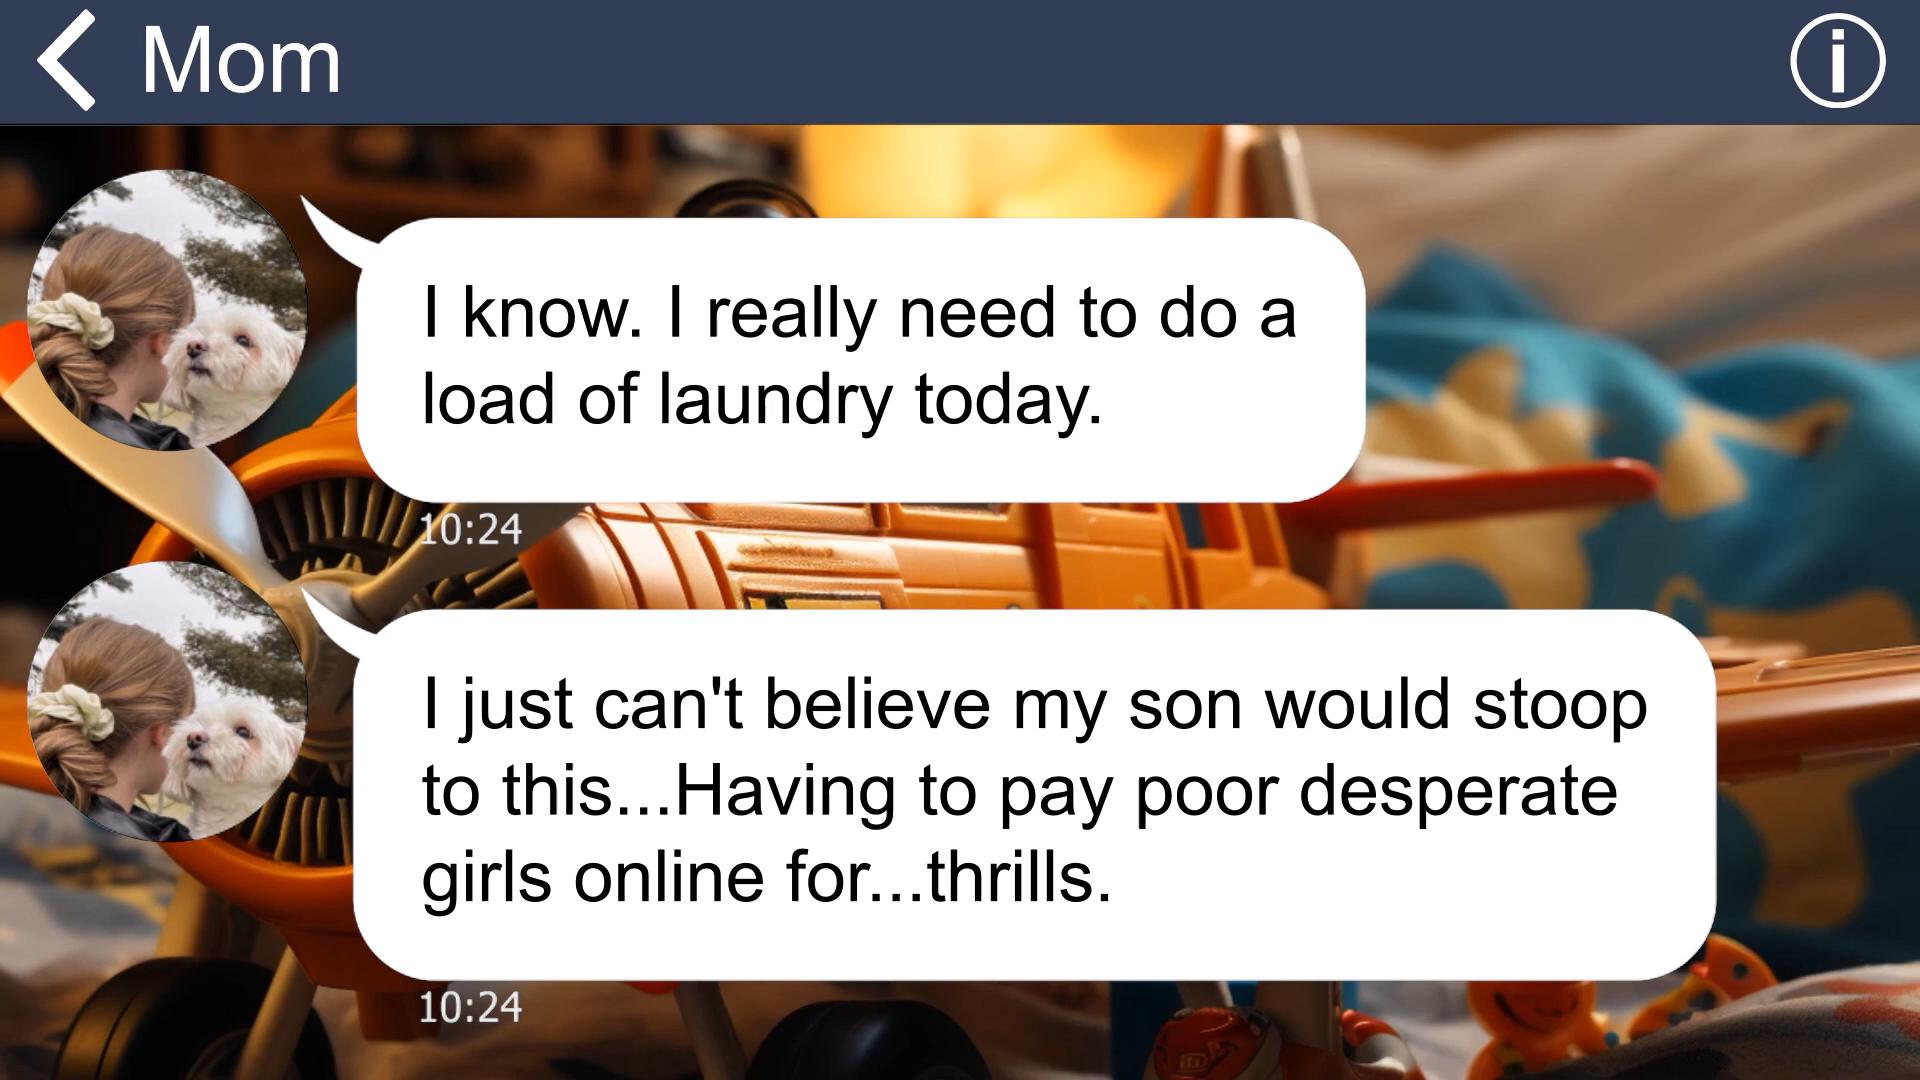 Mom
I know. I really need to do a
load of laundry today.
10:24
I just can't believe my son would stoop
to this...Having to pay poor desperate
girls online for...thrills.
10:24